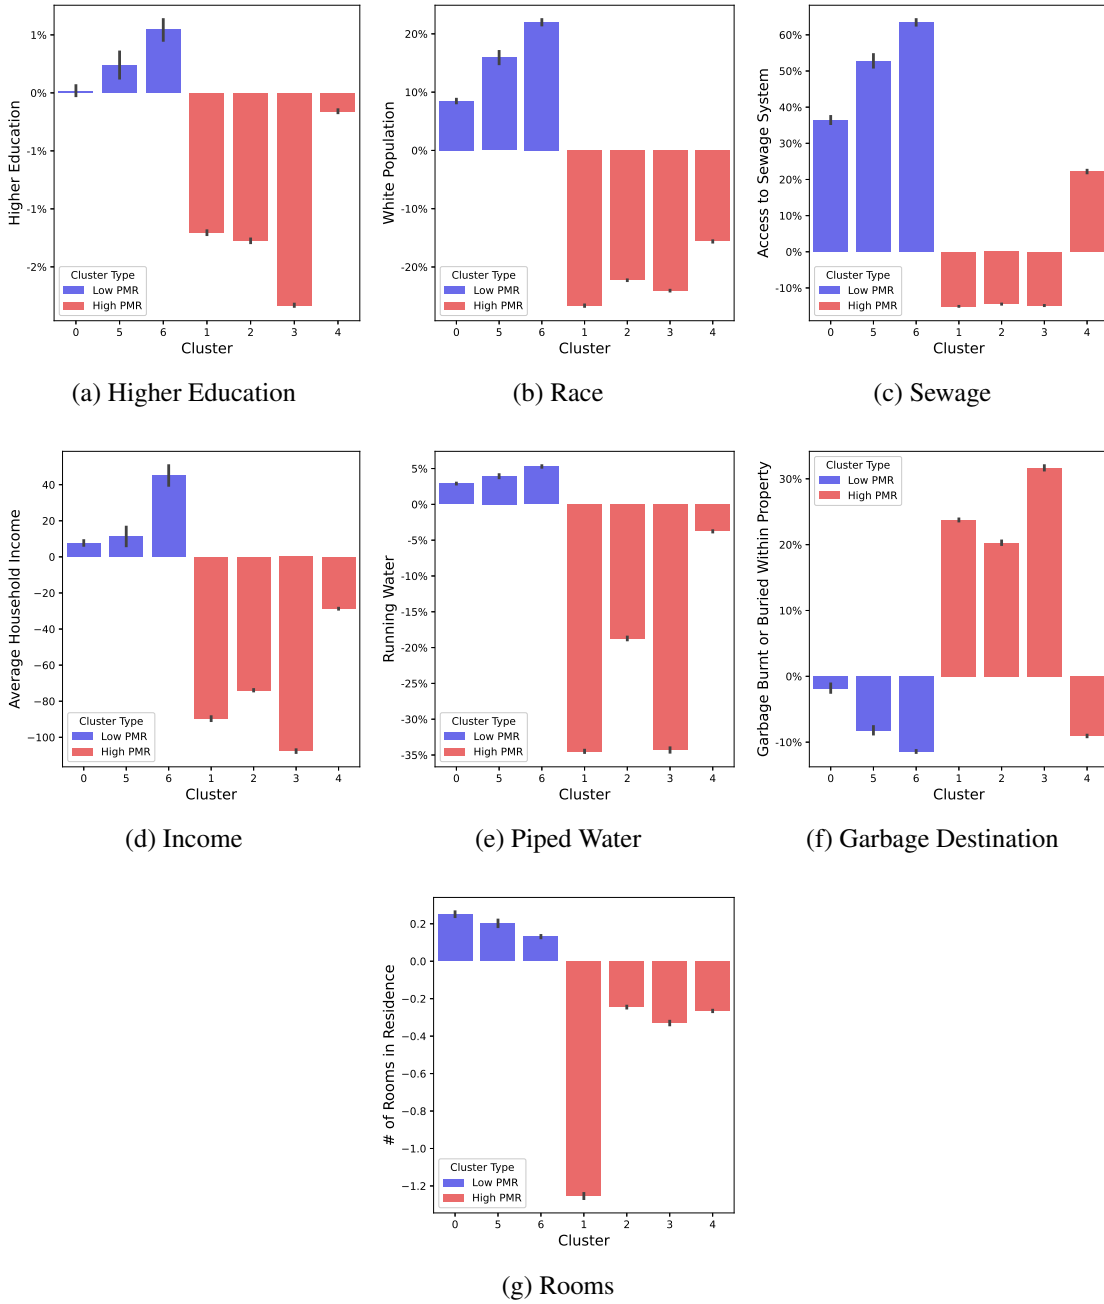 1%
0%
-1%
-1%
-2%
Higher Education
Cluster Type
Low PMR
High PMR
0 5 6 1 2 3 4
Cluster
(a) Higher Education
20%
10%
0%
-10%
-20%
White Population
Cluster Type
Low PMR
High PMR
0 5 6 1 2 3 4
Cluster
(b) Race
60%
50%
40%
30%
20%
10%
0%
-10%
Access to Sewage System
Cluster Type
Low PMR
High PMR
0 5 6 1 2 3 4
Cluster
(c) Sewage
40
20
0
−20
−40
−60
−80
−100
Average Household Income
Cluster Type
Low PMR
High PMR
0 5 6 1 2 3 4
Cluster
(d) Income
5%
0%
-5%
-10%
-15%
-20%
-25%
-30%
-35%
Running Water
Cluster Type
Low PMR
High PMR
0 5 6 1 2 3 4
Cluster
(e) Piped Water
30%
20%
10%
0%
-10%
Garbage Burnt or Buried Within Property
Cluster Type
Low PMR
High PMR
0 5 6 1 2 3 4
Cluster
(f) Garbage Destination
0.2
0.0
−0.2
−0.4
−0.6
−0.8
−1.0
−1.2
# of Rooms in Residence
Cluster Type
Low PMR
High PMR
0 5 6 1 2 3 4
Cluster
(g) Rooms